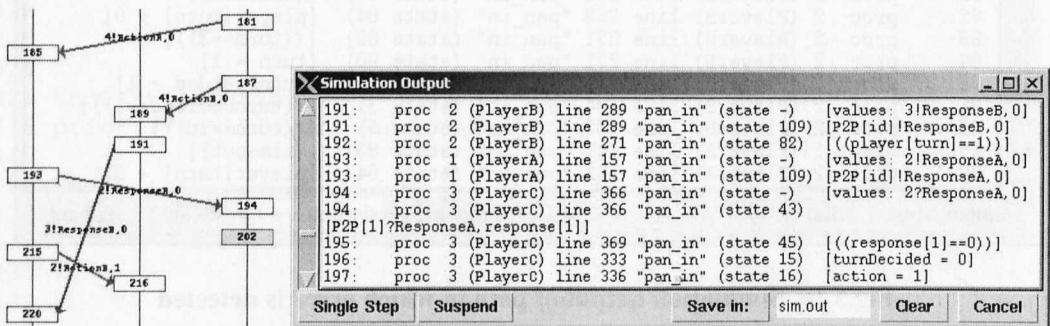 181
4!ActionA,0
185
187
4!ActionB,0
189
191
193
2!ResponseA,0
194
202
3!ResponseB,0
215
2!ActionB,1
216
220
Simulation Output
191: proc 2 (PlayerB) line 289 "pan_in" (state -) [values: 3!ResponseB,0]
191: proc 2 (PlayerB) line 289 "pan_in" (state 109) [P2P[id]!ResponseB,0]
192: proc 2 (PlayerB) line 271 "pan_in" (state 82) [((player[turn]==1))]
193: proc 1 (PlayerA) line 157 "pan_in" (state -) [values: 2!ResponseA,0]
193: proc 1 (PlayerA) line 157 "pan_in" (state 109) [P2P[id]!ResponseA,0]
194: proc 3 (PlayerC) line 366 "pan_in" (state -) [values: 2?ResponseA,0]
194: proc 3 (PlayerC) line 366 "pan_in" (state 43)
[P2P[1]?ResponseA,response[1]]
195: proc 3 (PlayerC) line 369 "pan_in" (state 45) [((response[1]==0))]
196: proc 3 (PlayerC) line 333 "pan_in" (state 15) [turnDecided = 0]
197: proc 3 (PlayerC) line 336 "pan_in" (state 16) [action = 1]
Single Step Suspend Save in: sim.out Clear Cancel